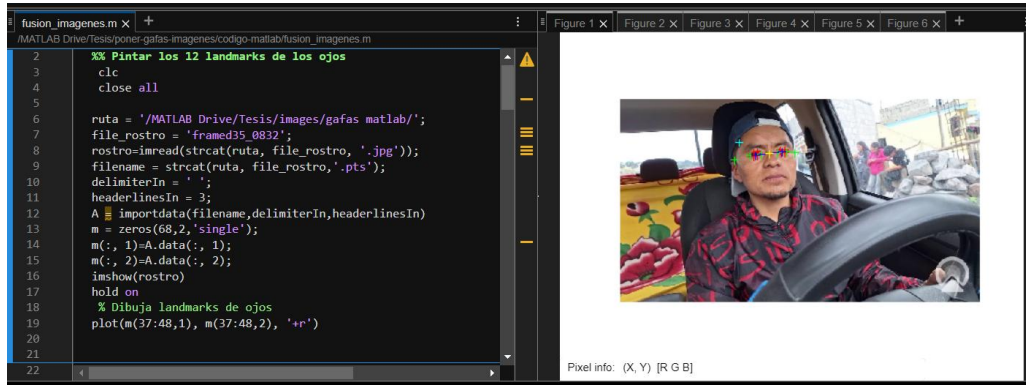 fusion_imagenes.m × +
/MATLAB Drive/Tesis/poner-gafas-imagenes/codigo-matlab/fusion_imagenes.m
2 %% Pintar los 12 landmarks de los ojos
3 clc
4 close all
5
6 ruta = '/MATLAB Drive/Tesis/images/gafas matlab/';
7 file_rostro = 'framed35_0832';
8 rostro=imread(strcat(ruta, file_rostro, '.jpg'));
9 filename = strcat(ruta, file_rostro,'.pts');
10 delimiterIn = ' ';
11 headerlinesIn = 3;
12 A = importdata(filename,delimiterIn,headerlinesIn)
13 m = zeros(68,2,'single');
14 m(:, 1)=A.data(:, 1);
15 m(:, 2)=A.data(:, 2);
16 imshow(rostro)
17 hold on
18 % Dibuja landmarks de ojos
19 plot(m(37:48,1), m(37:48,2), '+r')
20
21
22
Figure 1 × Figure 2 × Figure 3 × Figure 4 × Figure 5 × Figure 6 × +
Pixel info: (X, Y) [R G B]